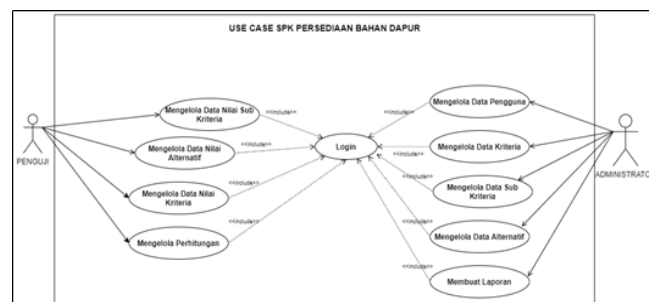 USE CASE SPK PERSEDIAAN BAHAN DAPUR
Mengelola Data Nilai Sub
Kriteria
<<include>>
Mengelola Data Nilai
Alternatif
<<include>>
Mengelola Data Nilai
Kriteria
<<include>>
Mengelola Perhitungan
<<include>>
PENGUJI
Login
<<include>>
Mengelola Data Pengguna
<<include>>
Mengelola Data Kriteria
<<include>>
Mengelola Data Sub
Kriteria
<<include>>
Mengelola Data Alternatif
<<include>>
Membuat Laporan
ADMINISTRATO